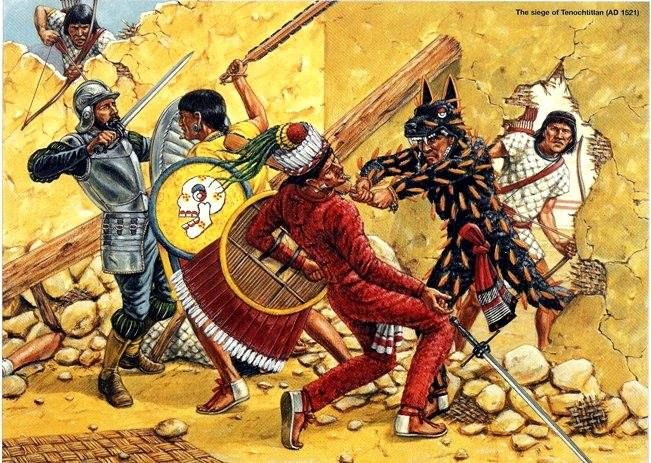 The siege of Tenochtitlan (AD 1521)